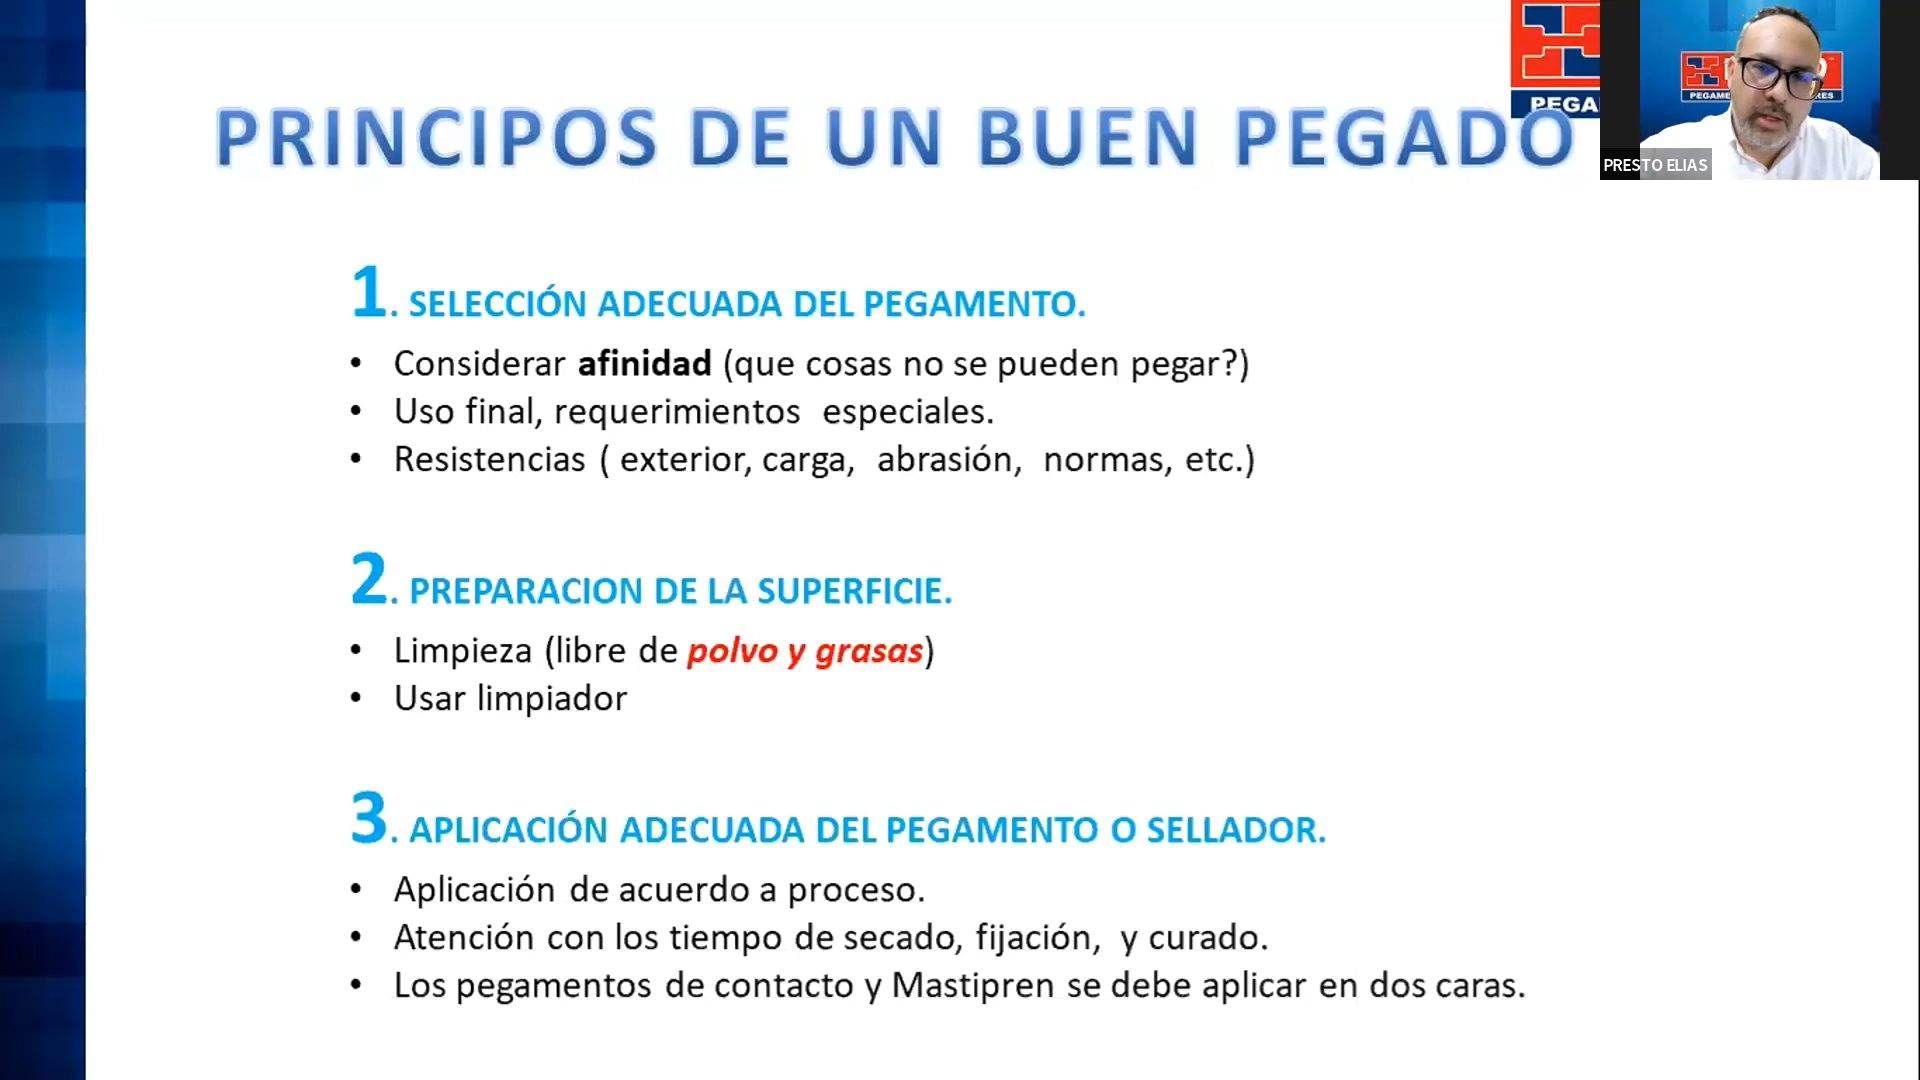 PEGA
PRINCIPOS DE UN BUEN PEGADO
PRESTO ELIAS
1. SELECCIÓN ADECUADA DEL PEGAMENTO.
• Considerar afinidad (que cosas no se pueden pegar?)
• Uso final, requerimientos especiales.
• Resistencias ( exterior, carga, abrasión, normas, etc.)
2. PREPARACION DE LA SUPERFICIE.
• Limpieza (libre de polvo y grasas)
• Usar limpiador
3. APLICACIÓN ADECUADA DEL PEGAMENTO O SELLADOR.
• Aplicación de acuerdo a proceso.
• Atención con los tiempo de secado, fijación, y curado.
• Los pegamentos de contacto y Mastipren se debe aplicar en dos caras.